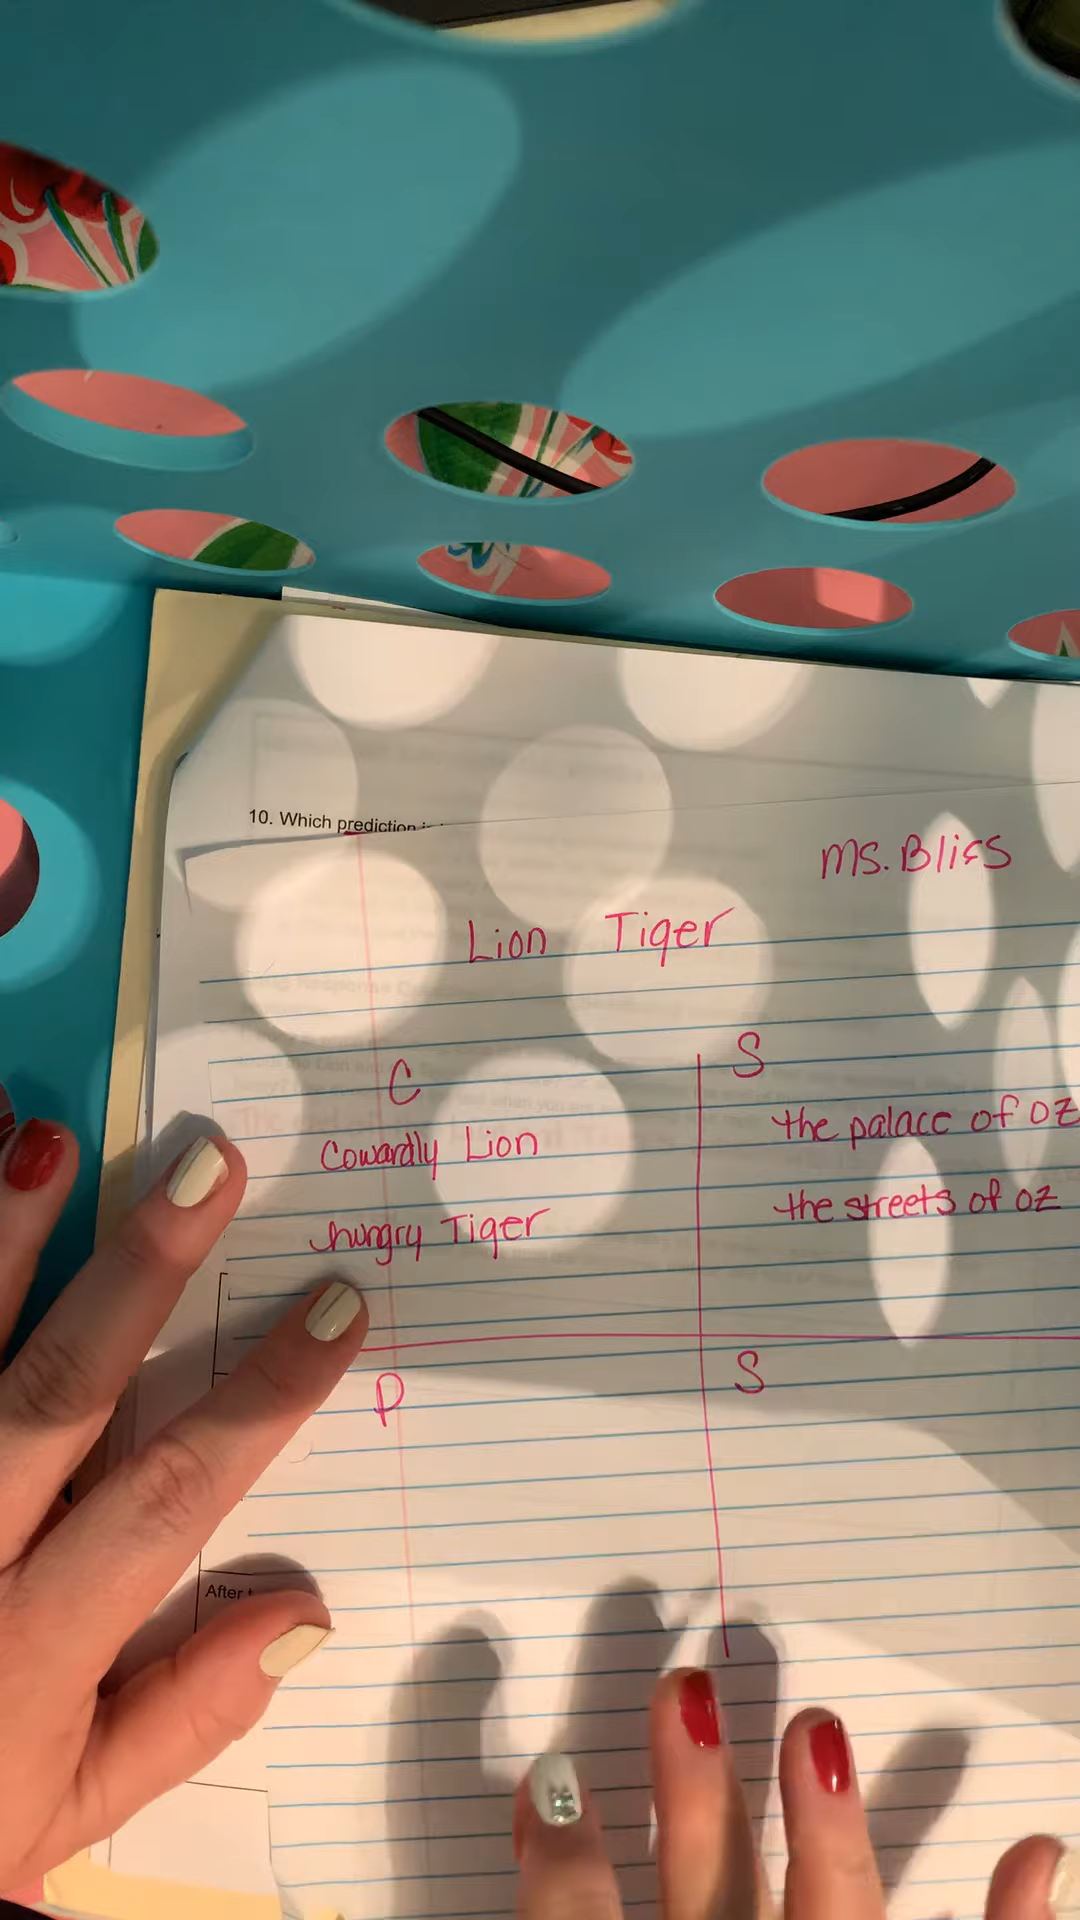 10. Which prediction
Ms. Bliss
Lion Tiger
C
S
Cowardly Lion
the palace of OZ
hungry Tiger
the streets of OZ
P
S
After